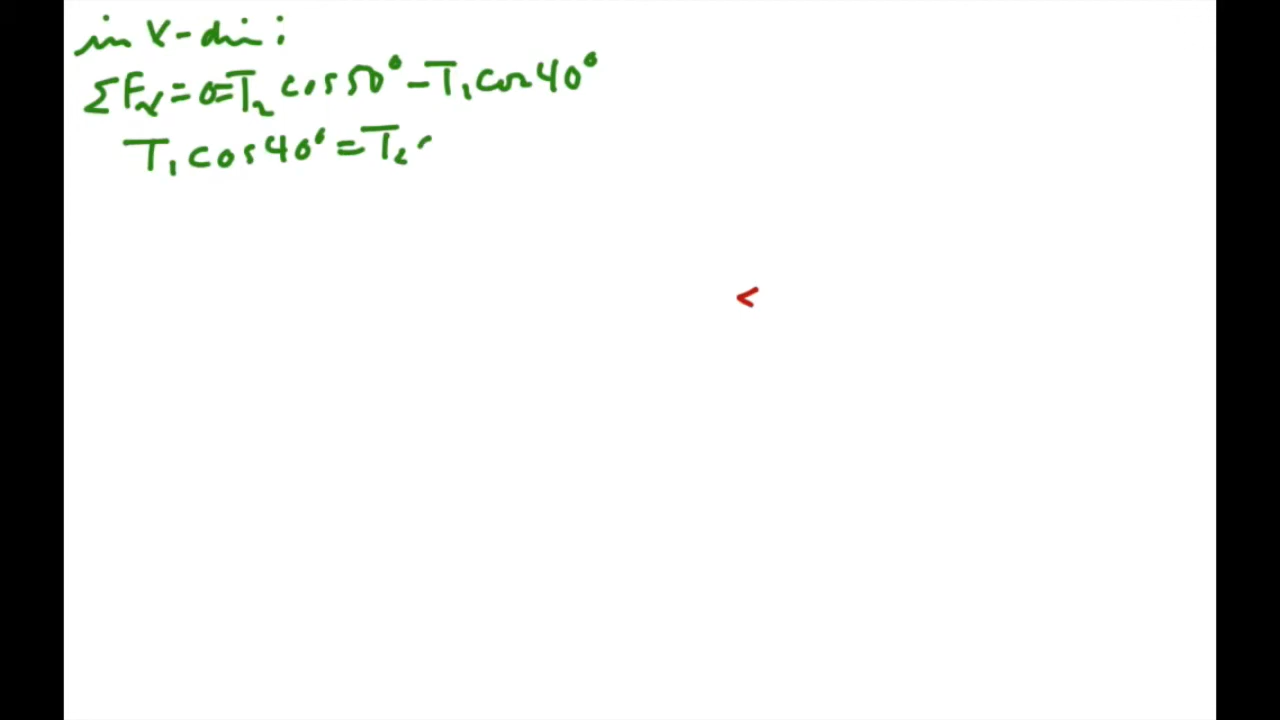 in x-dir:
ΣFₓ = 0 = T₂ cos 50° - T₁ cos 40°
T₁ cos 40° = T₂ c
<